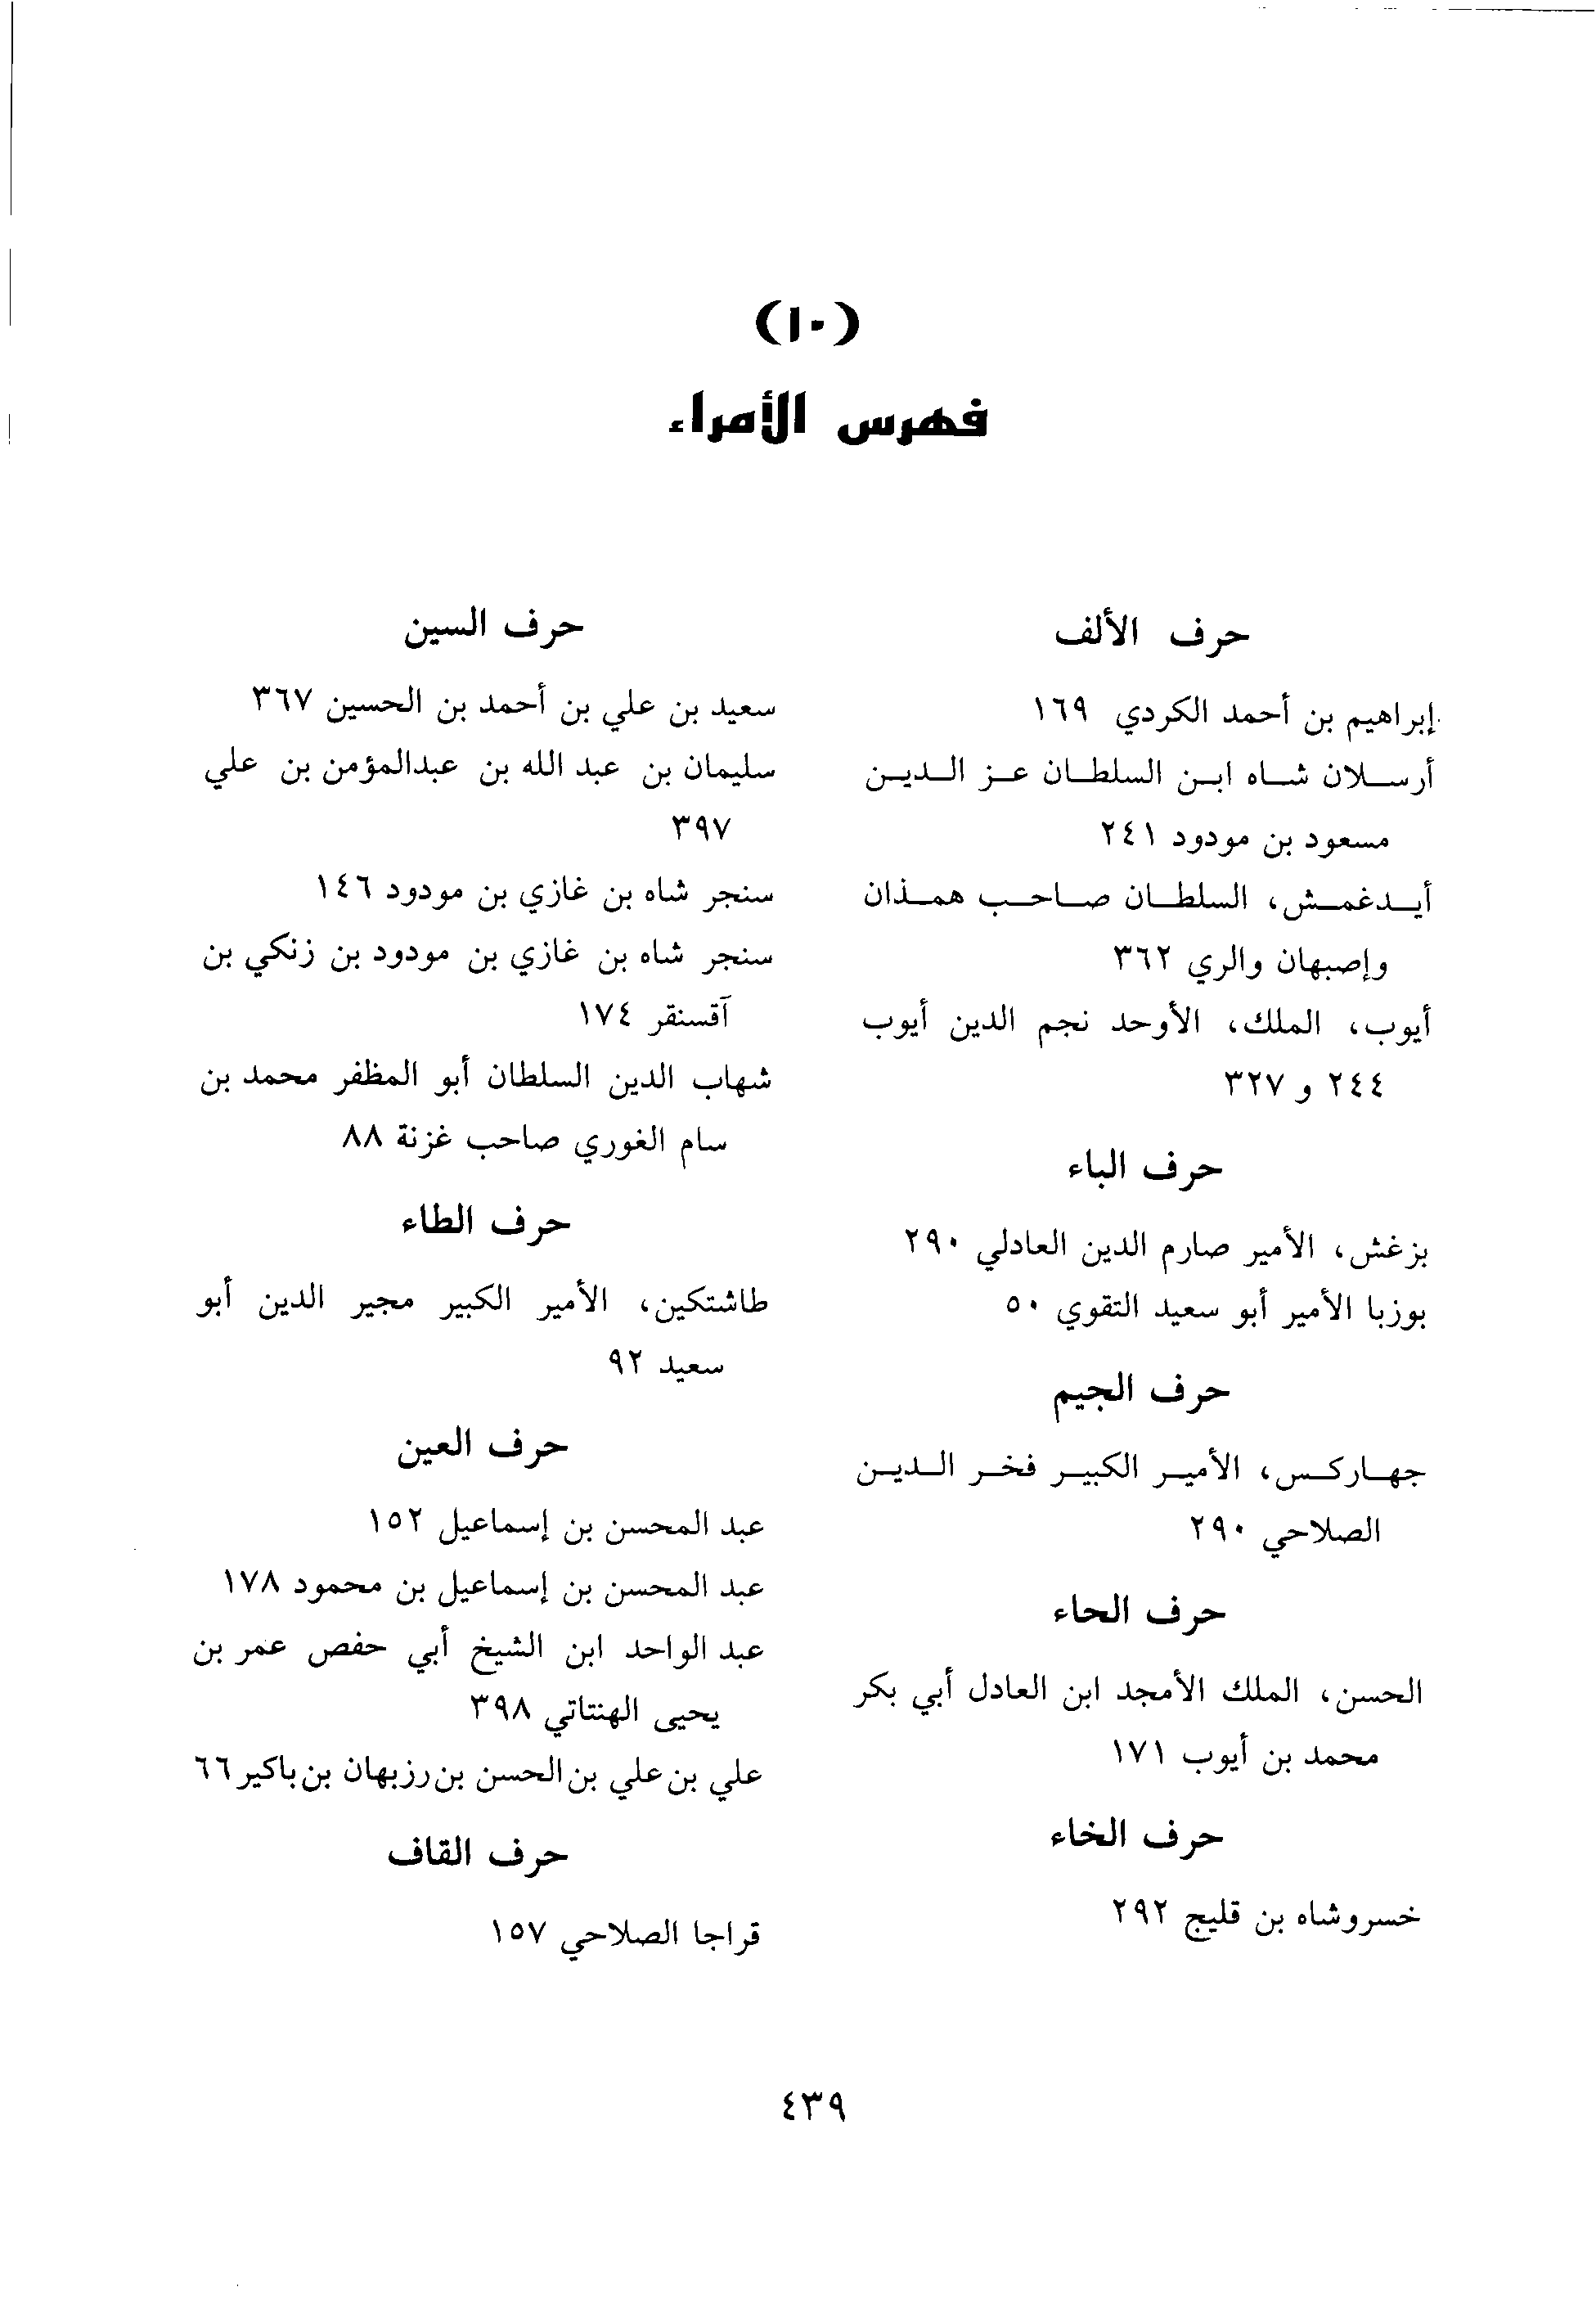 (١٠)
فهرس الأمراء
حرف الألف
إبراهيم بن أحمد الكردي ١٦٩
أرسلان شاه ابن السلطان عز الدين
مسعود بن مودود ٢٤١
أيدغمش، السلطان صاحب همذان
وإصبهان والري ٣٦٢
أيوب، الملك، الأوحد نجم الدين أيوب
٢٤٤ و ٣٢٧
حرف الباء
بزغش، الأمير صارم الدين العادلي ٢٩٠
بوزبا الأمير أبو سعيد التقوي ٥٠
حرف الجيم
جهاركس، الأمير الكبير فخر الدين
الصلاحي ٢٩٠
حرف الحاء
الحسن، الملك الأمجد ابن العادل أبي بكر
محمد بن أيوب ١٧١
حرف الخاء
خسروشاه بن قليج ٢٩٢
حرف السين
سعيد بن علي بن أحمد بن الحسين ٣٦٧
سليمان بن عبد الله بن عبدالمؤمن بن علي
٣٩٧
سنجر شاه بن غازي بن مودود ١٤٦
سنجر شاه بن غازي بن مودود بن زنكي بن
آقسنقر ١٧٤
شهاب الدين السلطان أبو المظفر محمد بن
سام الغوري صاحب غزنة ٨٨
حرف الطاء
طاشتكين، الأمير الكبير مجير الدين أبو
سعيد ٩٢
حرف العين
عبد المحسن بن إسماعيل ١٥٢
عبد المحسن بن إسماعيل بن محمود ١٧٨
عبد الواحد ابن الشيخ أبي حفص عمر بن
يحيى الهنتاتي ٣٩٨
علي بن علي بن الحسن بن رزبهان بن باكير ٦٦
حرف القاف
قراجا الصلاحي ١٥٧
٤٣٩